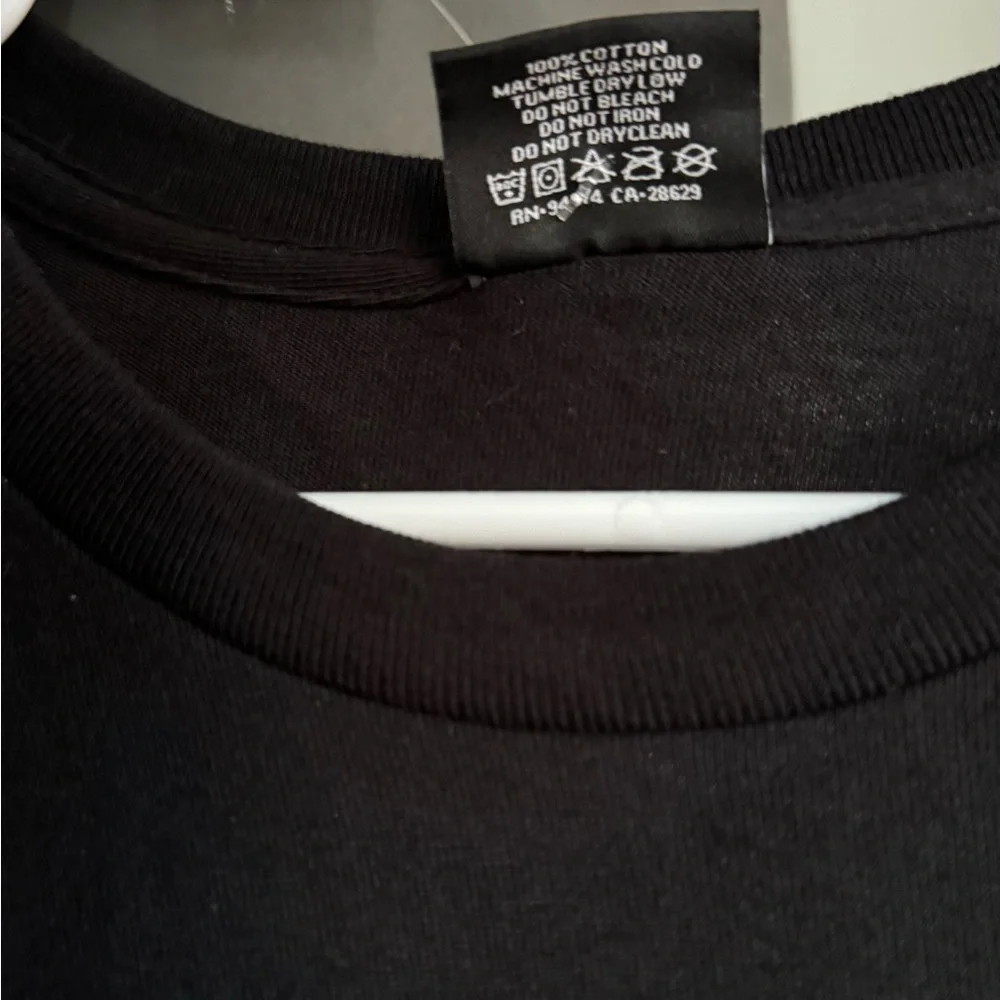 100% COTTON
MACHINE WASH COLD
TUMBLE DRY LOW
DO NOT BLEACH
DO NOT IRON
DO NOT DRYCLEAN
CA-28629